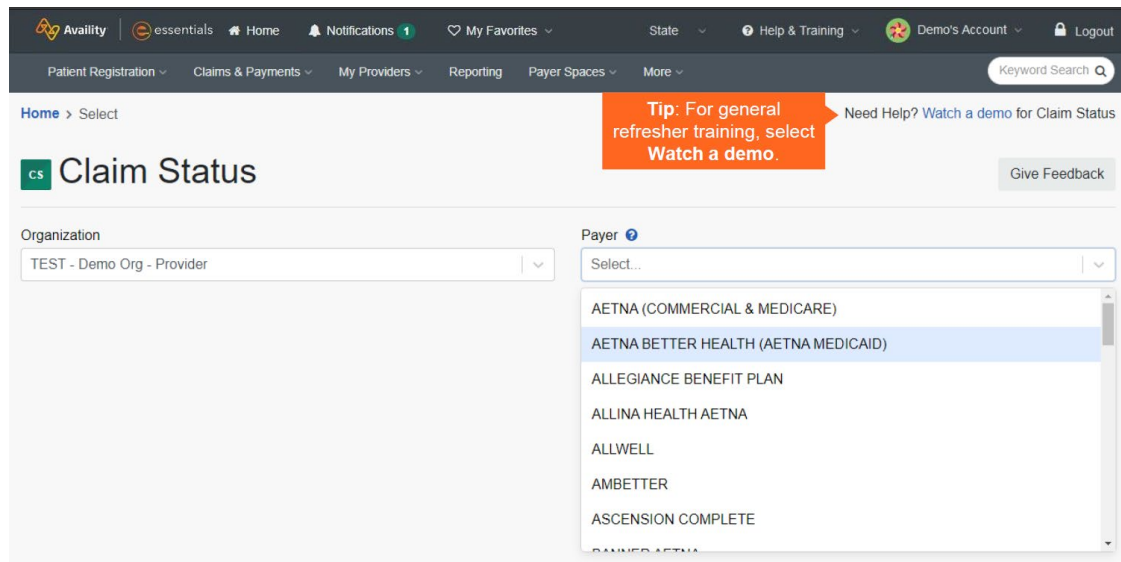 Availity essentials Home Notifications 1 My Favorites State Help & Training Demo's Account Logout
Patient Registration Claims & Payments My Providers Reporting Payer Spaces More Keyword Search
Home > Select
Tip: For general
refresher training, select
Watch a demo.
Need Help? Watch a demo for Claim Status
CS Claim Status
Give Feedback
Organization
TEST - Demo Org - Provider
Payer ?
Select...
AETNA (COMMERCIAL & MEDICARE)
AETNA BETTER HEALTH (AETNA MEDICAID)
ALLEGIANCE BENEFIT PLAN
ALLINA HEALTH AETNA
ALLWELL
AMBETTER
ASCENSION COMPLETE
BANNER AETNA